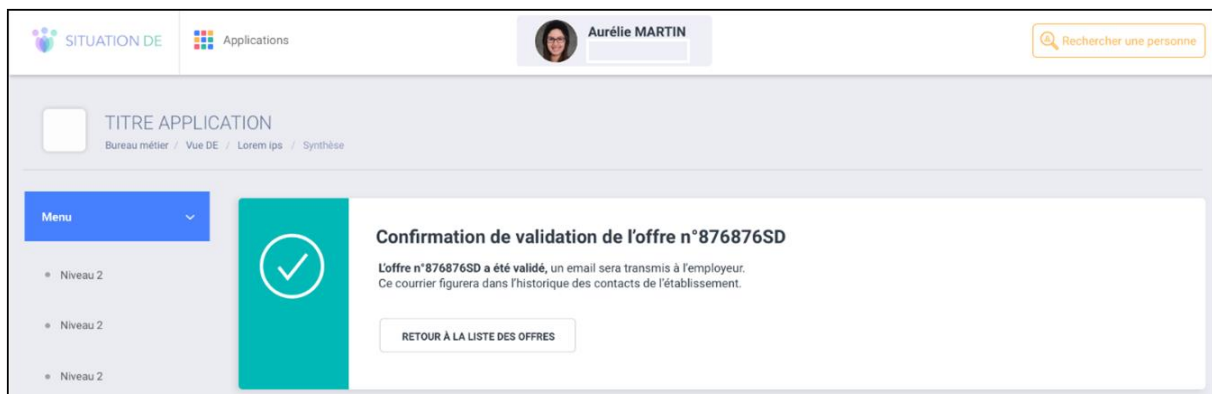 SITUATION DE
Applications
Aurélie MARTIN
Rechercher une personne
TITRE APPLICATION
Bureau métier / Vue DE / Lorem ips / Synthèse
Menu
Niveau 2
Niveau 2
Niveau 2
Confirmation de validation de l'offre n°876876SD
L'offre n°876876SD a été validé, un email sera transmis à l'employeur.
Ce courrier figurera dans l'historique des contacts de l'établissement.
RETOUR À LA LISTE DES OFFRES